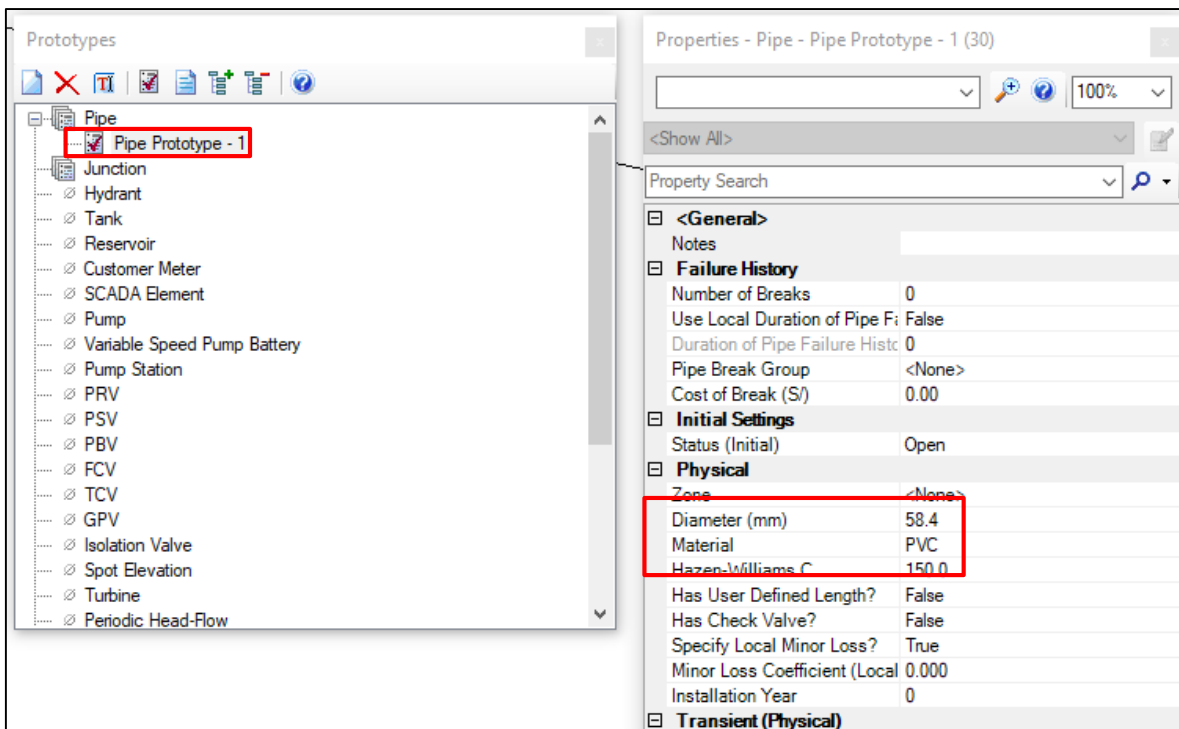 Prototypes
x
Pipe
Pipe Prototype - 1
Junction
Hydrant
Tank
Reservoir
Customer Meter
SCADA Element
Pump
Variable Speed Pump Battery
Pump Station
PRV
PSV
PBV
FCV
TCV
GPV
Isolation Valve
Spot Elevation
Turbine
Periodic Head-Flow
Properties - Pipe - Pipe Prototype - 1 (30)
x
100%
<Show All>
Property Search
<General>
Notes
Failure History
Number of Breaks 0
Use Local Duration of Pipe Fa False
Duration of Pipe Failure Histo 0
Pipe Break Group <None>
Cost of Break (S/) 0.00
Initial Settings
Status (Initial) Open
Physical
Zone <None>
Diameter (mm) 58.4
Material PVC
Hazen-Williams C 150.0
Has User Defined Length? False
Has Check Valve? False
Specify Local Minor Loss? True
Minor Loss Coefficient (Local 0.000
Installation Year 0
Transient (Physical)